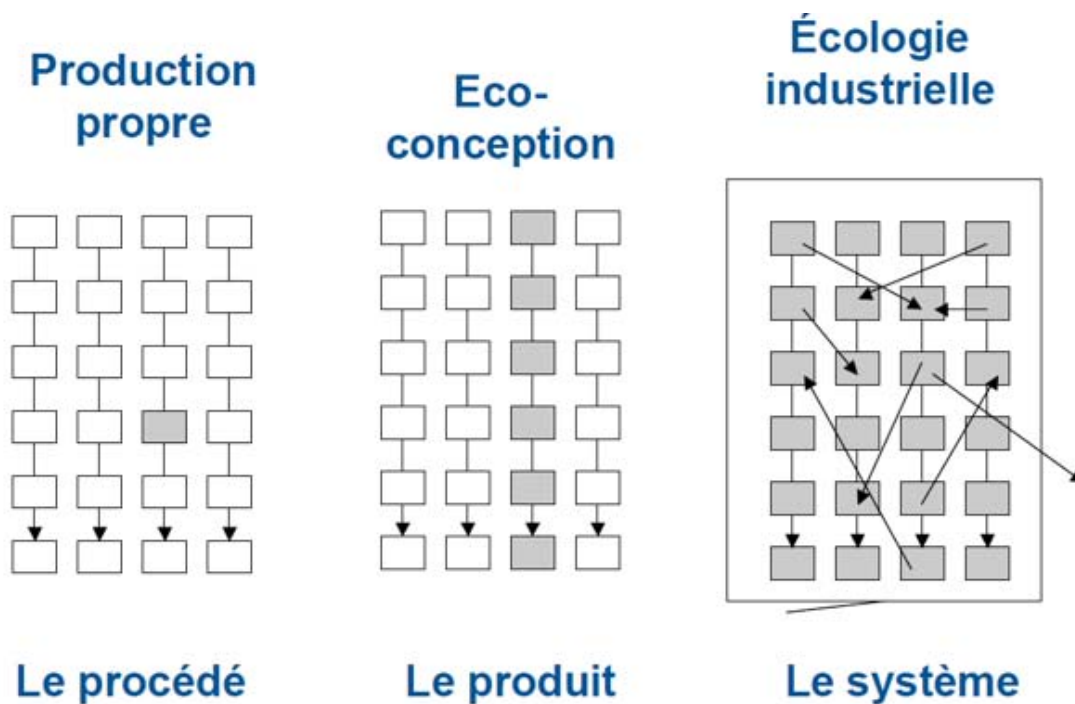 Production
propre
Eco-
conception
Écologie
industrielle
Le procédé
Le produit
Le système